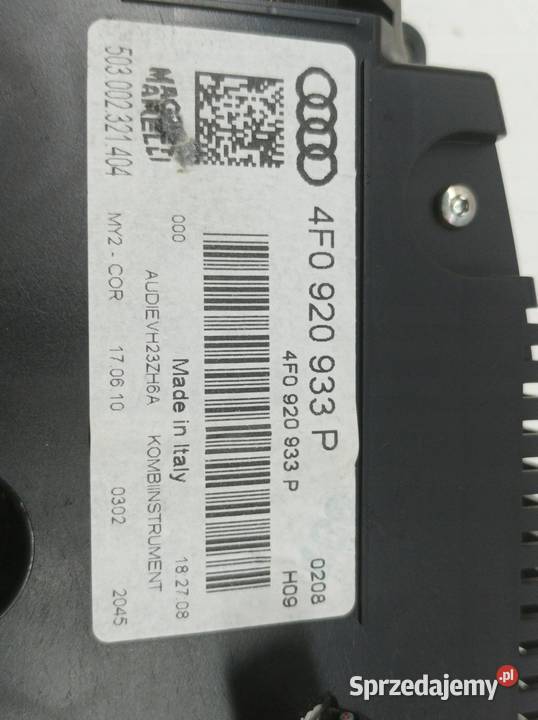 4F0 920 933 P
0208
4F0 920 933 P
H09
000 Made in Italy 18:27:08
MAGNETI
MARELLI
AUDIEVH23ZH6A KOMBIINSTRUMENT
503.002.321.404 MY2 - COR 17.06.10 0302 2045
Sprzedajemy.pl